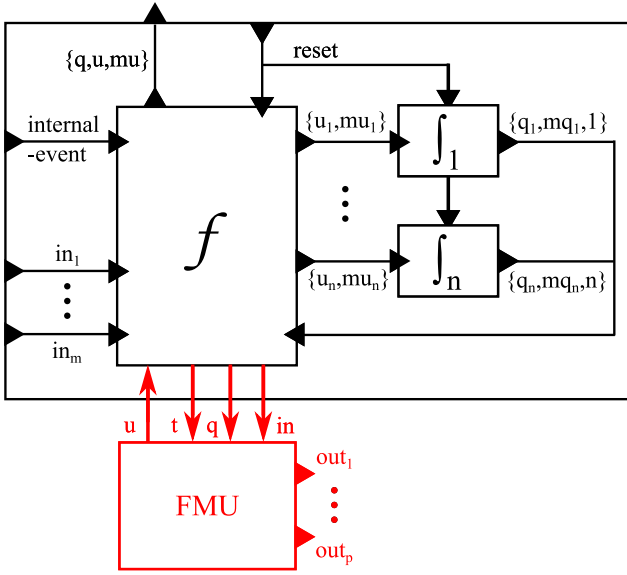 reset
{q,u,mu}
internal
-event
{u₁,mu₁}
∫₁
{q₁,mq₁,1}
f
in₁
{uₙ,muₙ}
∫ₙ
{qₙ,mqₙ,n}
inₘ
u
t
q
in
FMU
out₁
outₚ